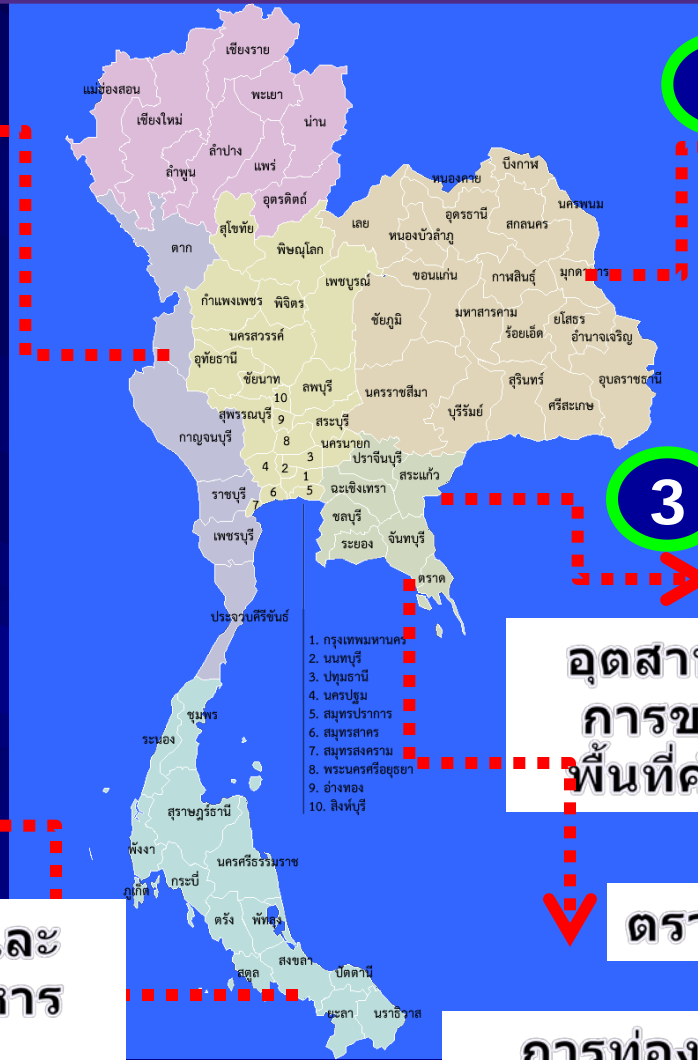 เชียงราย
แม่ฮ่องสอน
พะเยา
เชียงใหม่
น่าน
ลำปาง
แพร่
ลำพูน
อุตรดิตถ์
บึงกาฬ
หนองคาย
นครพนม
เลย
อุดรธานี
สกลนคร
สุโขทัย
หนองบัวลำภู
ตาก
พิษณุโลก
ขอนแก่น
กาฬสินธุ์
เพชรบูรณ์
กำแพงเพชร
พิจิตร
ชัยภูมิ
มหาสารคาม
ร้อยเอ็ด
ยโสธร
อำนาจเจริญ
นครสวรรค์
อุทัยธานี
ชัยนาท
ลพบุรี
นครราชสีมา
สุรินทร์
อุบลราชธานี
10
สุพรรณบุรี
9
สระบุรี
บุรีรัมย์
ศรีสะเกษ
กาญจนบุรี
8
นครนายก
3
ปราจีนบุรี
4
2
1
สระแก้ว
ราชบุรี
6
5
ฉะเชิงเทรา
7
3
ชลบุรี
เพชรบุรี
ระยอง
จันทบุรี
ตราด
ประจวบคีรีขันธ์
1. กรุงเทพมหานคร
2. นนทบุรี
3. ปทุมธานี
4. นครปฐม
5. สมุทรปราการ
6. สมุทรสาคร
7. สมุทรสงคราม
8. พระนครศรีอยุธยา
9. อ่างทอง
10. สิงห์บุรี
การข
พื้นที่
ชุมพร
ระนอง
สุราษฎร์ธานี
พังงา
นครศรีธรรมราช
กระบี่
ภูเก็ต
ตรัง
พัทลุง
ตรา
และ
หาร
สงขลา
สตูล
ปัตตานี
ยะลา
นราธิวาส
การท่อง